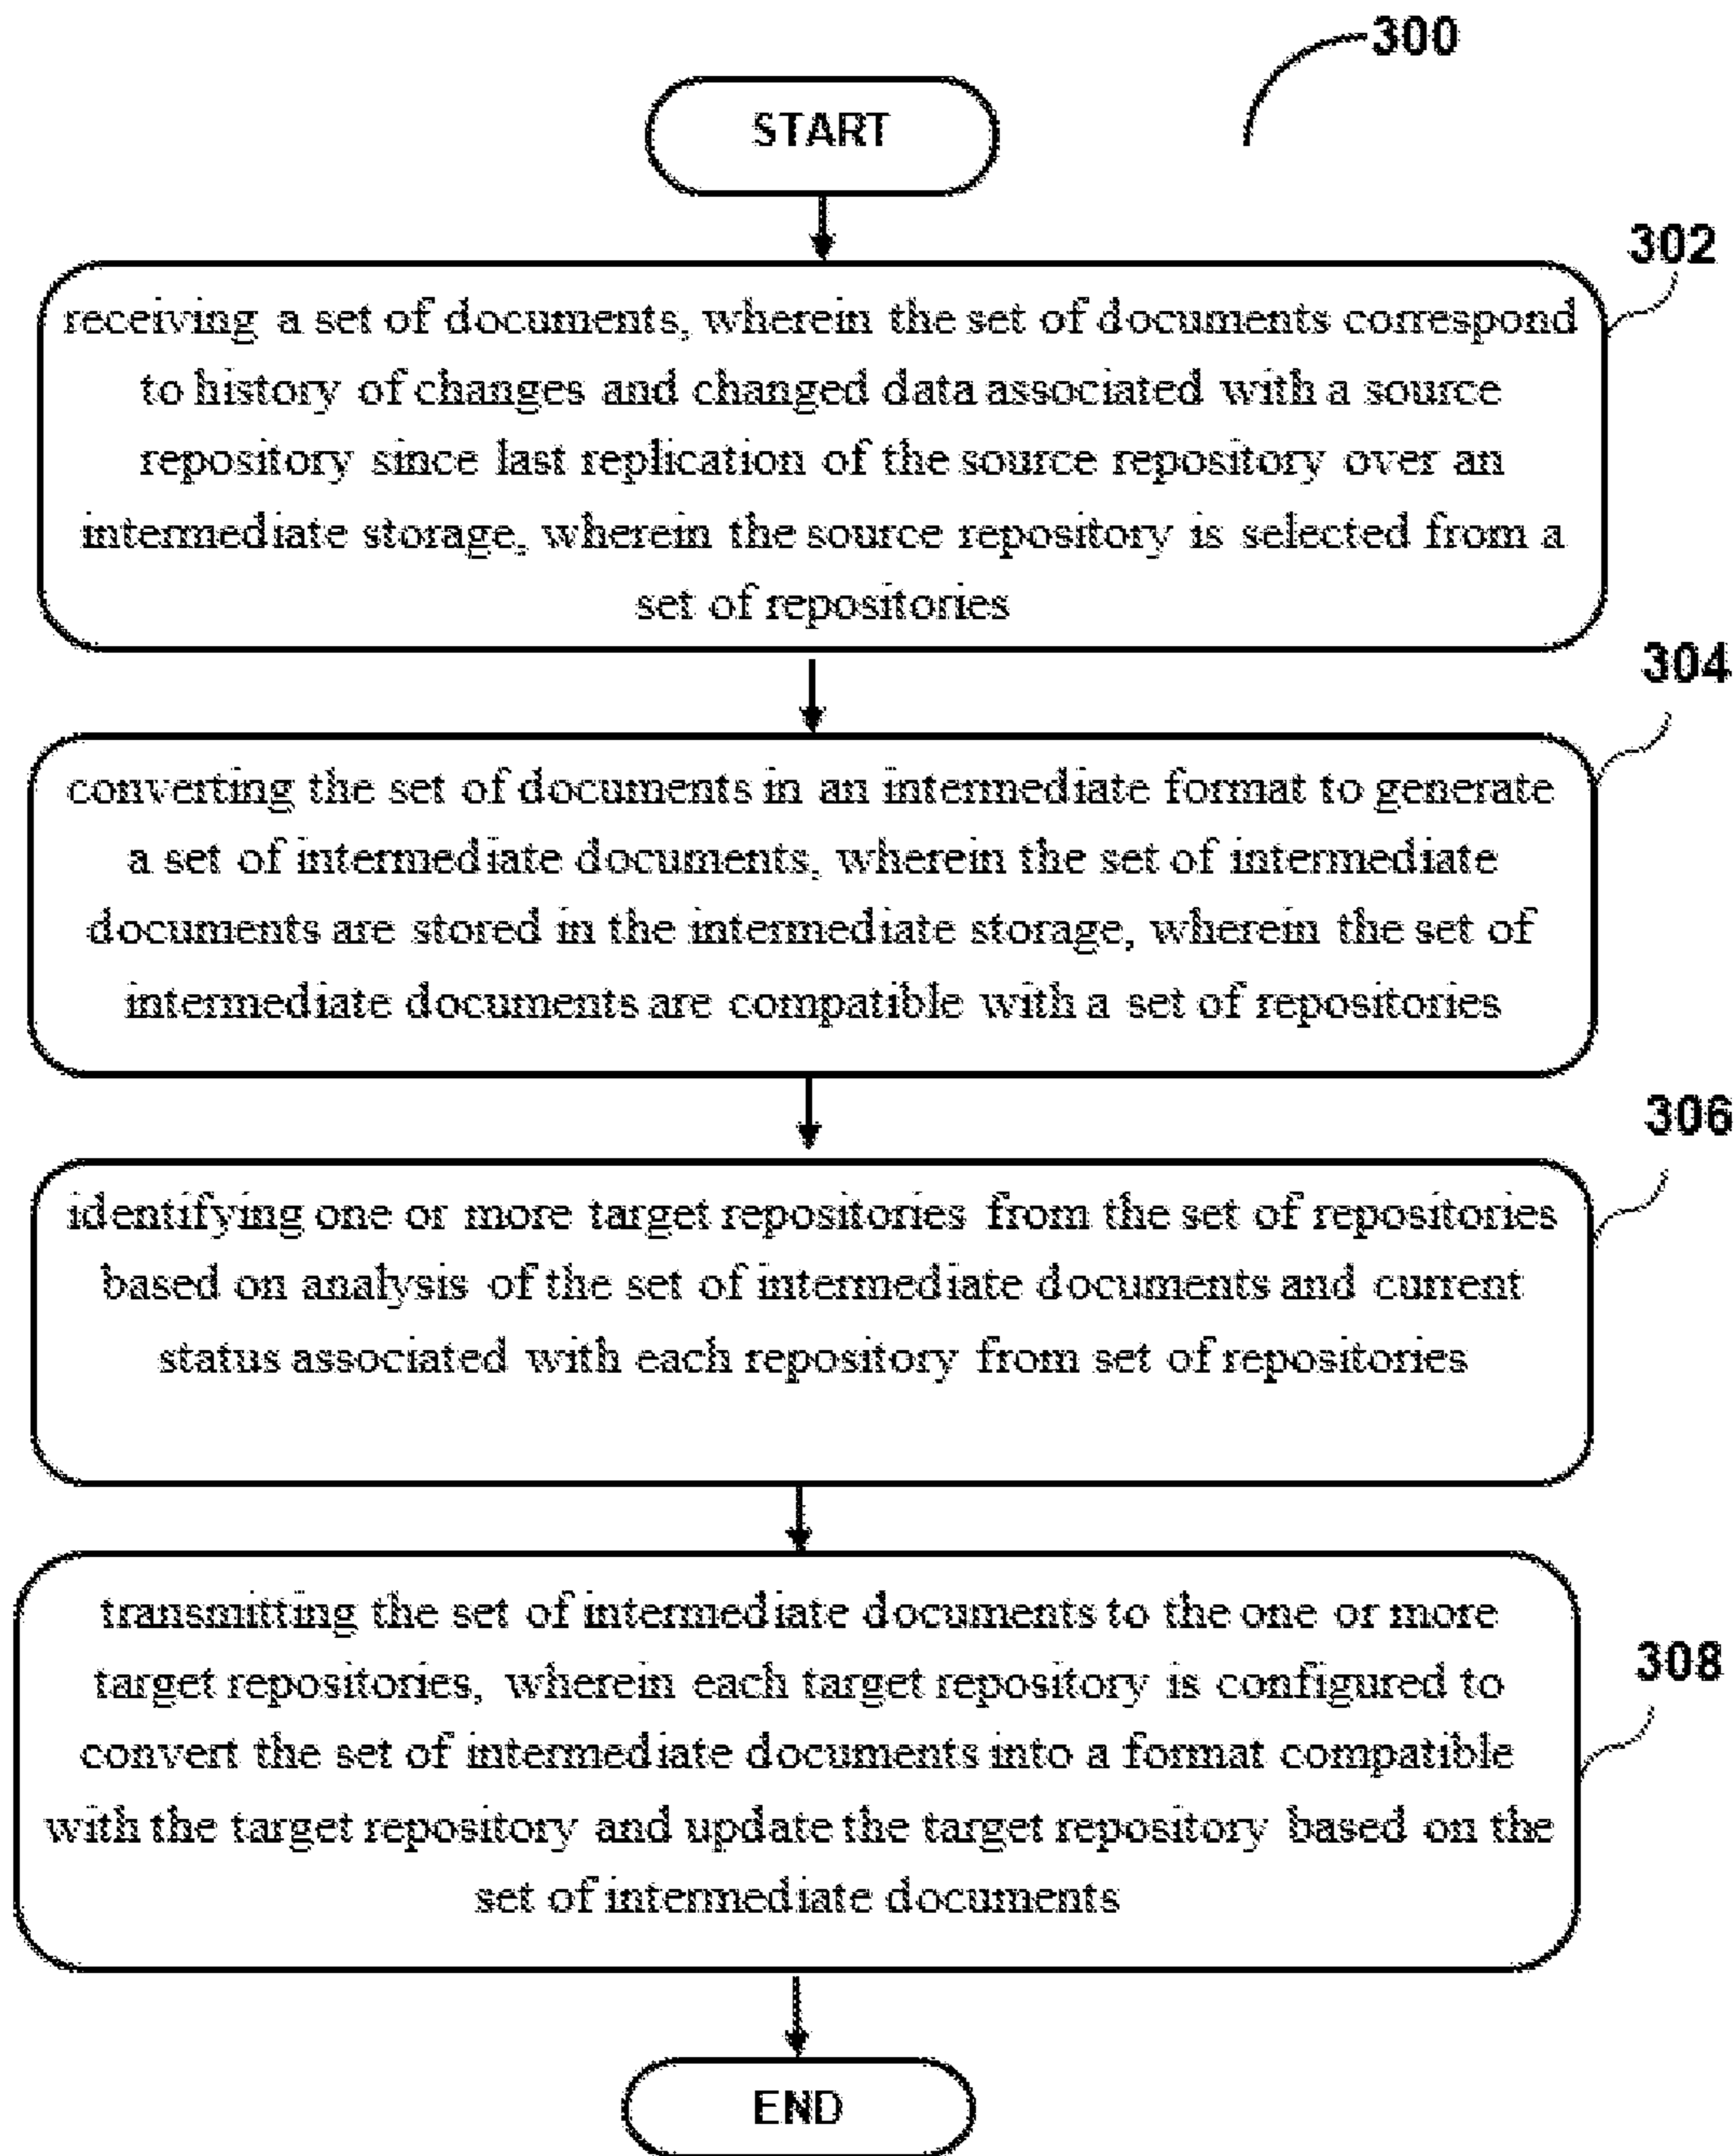 300
START
302
receiving a set of documents, wherein the set of documents correspond
to history of changes and changed data associated with a source
repository since last replication of the source repository over an
intermediate storage, wherein the source repository is selected from a
set of repositories
304
converting the set of documents in an intermediate format to generate
a set of intermediate documents, wherein the set of intermediate
documents are stored in the intermediate storage, wherein the set of
intermediate documents are compatible with a set of repositories
306
identifying one or more target repositories from the set of repositories
based on analysis of the set of intermediate documents and current
status associated with each repository from set of repositories
transmitting the set of intermediate documents to the one or more
308
target repositories, wherein each target repository is configured to
convert the set of intermediate documents into a format compatible
with the target repository and update the target repository based on the
set of intermediate documents
END